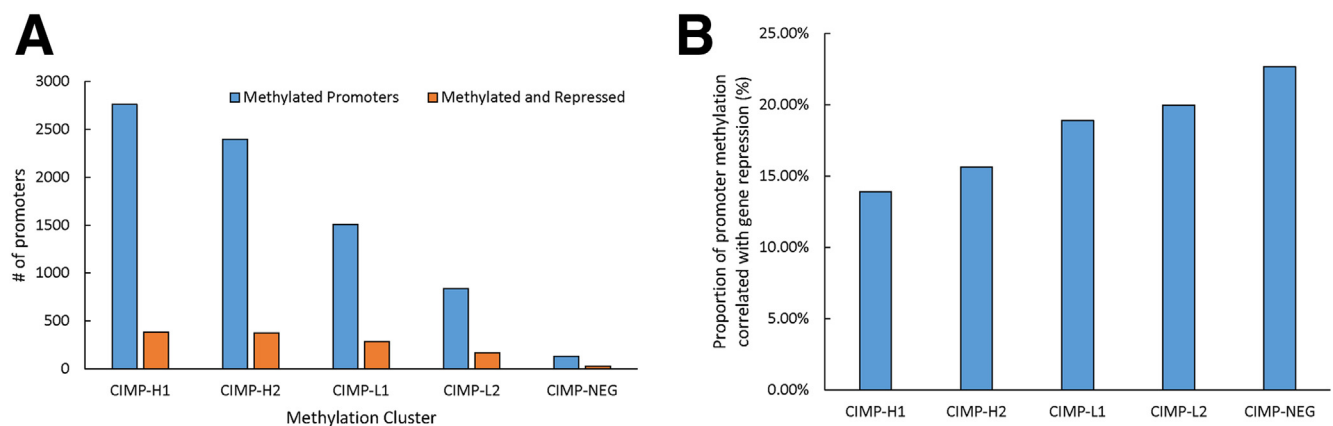 A
3000
2500
2000
1500
1000
500
0
# of promoters
Methylated Promoters
Methylated and Repressed
CIMP-H1
CIMP-H2
CIMP-L1
CIMP-L2
CIMP-NEG
Methylation Cluster
B
25.00%
20.00%
15.00%
10.00%
5.00%
0.00%
Proportion of promoter methylation
correlated with gene repression (%)
CIMP-H1
CIMP-H2
CIMP-L1
CIMP-L2
CIMP-NEG